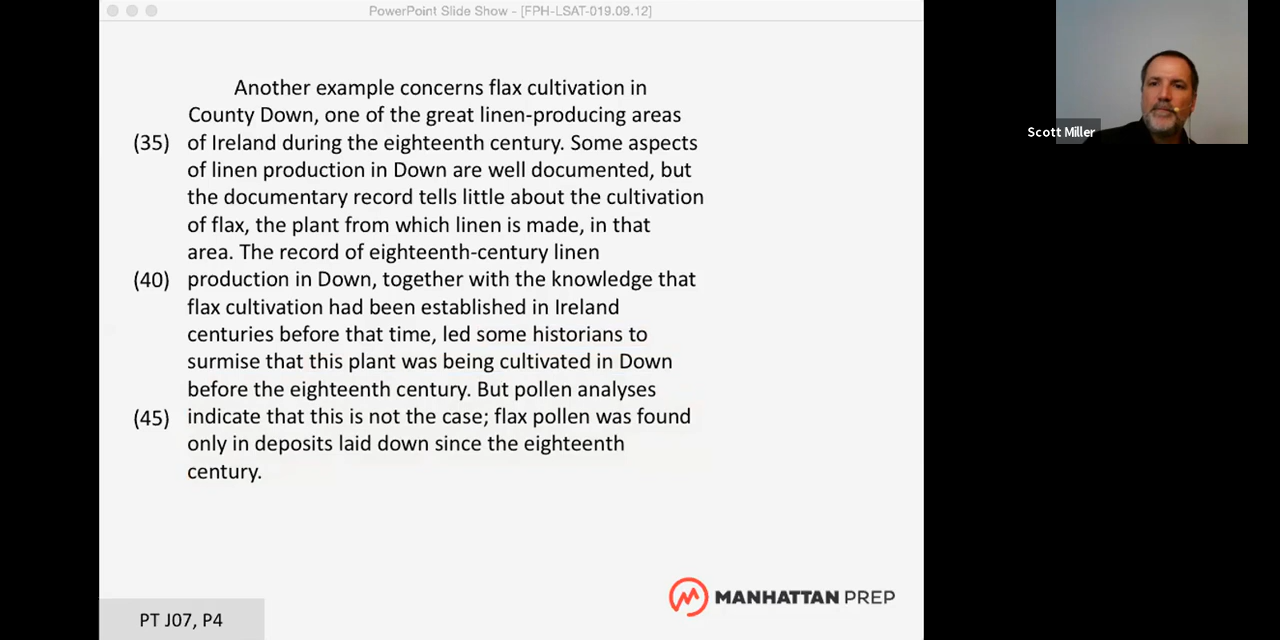 PowerPoint Slide Show - [FPH-LSAT-019.09.12]
Another example concerns flax cultivation in
County Down, one of the great linen-producing areas
(35) of Ireland during the eighteenth century. Some aspects
of linen production in Down are well documented, but
the documentary record tells little about the cultivation
of flax, the plant from which linen is made, in that
area. The record of eighteenth-century linen
(40) production in Down, together with the knowledge that
flax cultivation had been established in Ireland
centuries before that time, led some historians to
surmise that this plant was being cultivated in Down
before the eighteenth century. But pollen analyses
(45) indicate that this is not the case; flax pollen was found
only in deposits laid down since the eighteenth
century.
MANHATTAN PREP
PT J07, P4
Scott Miller